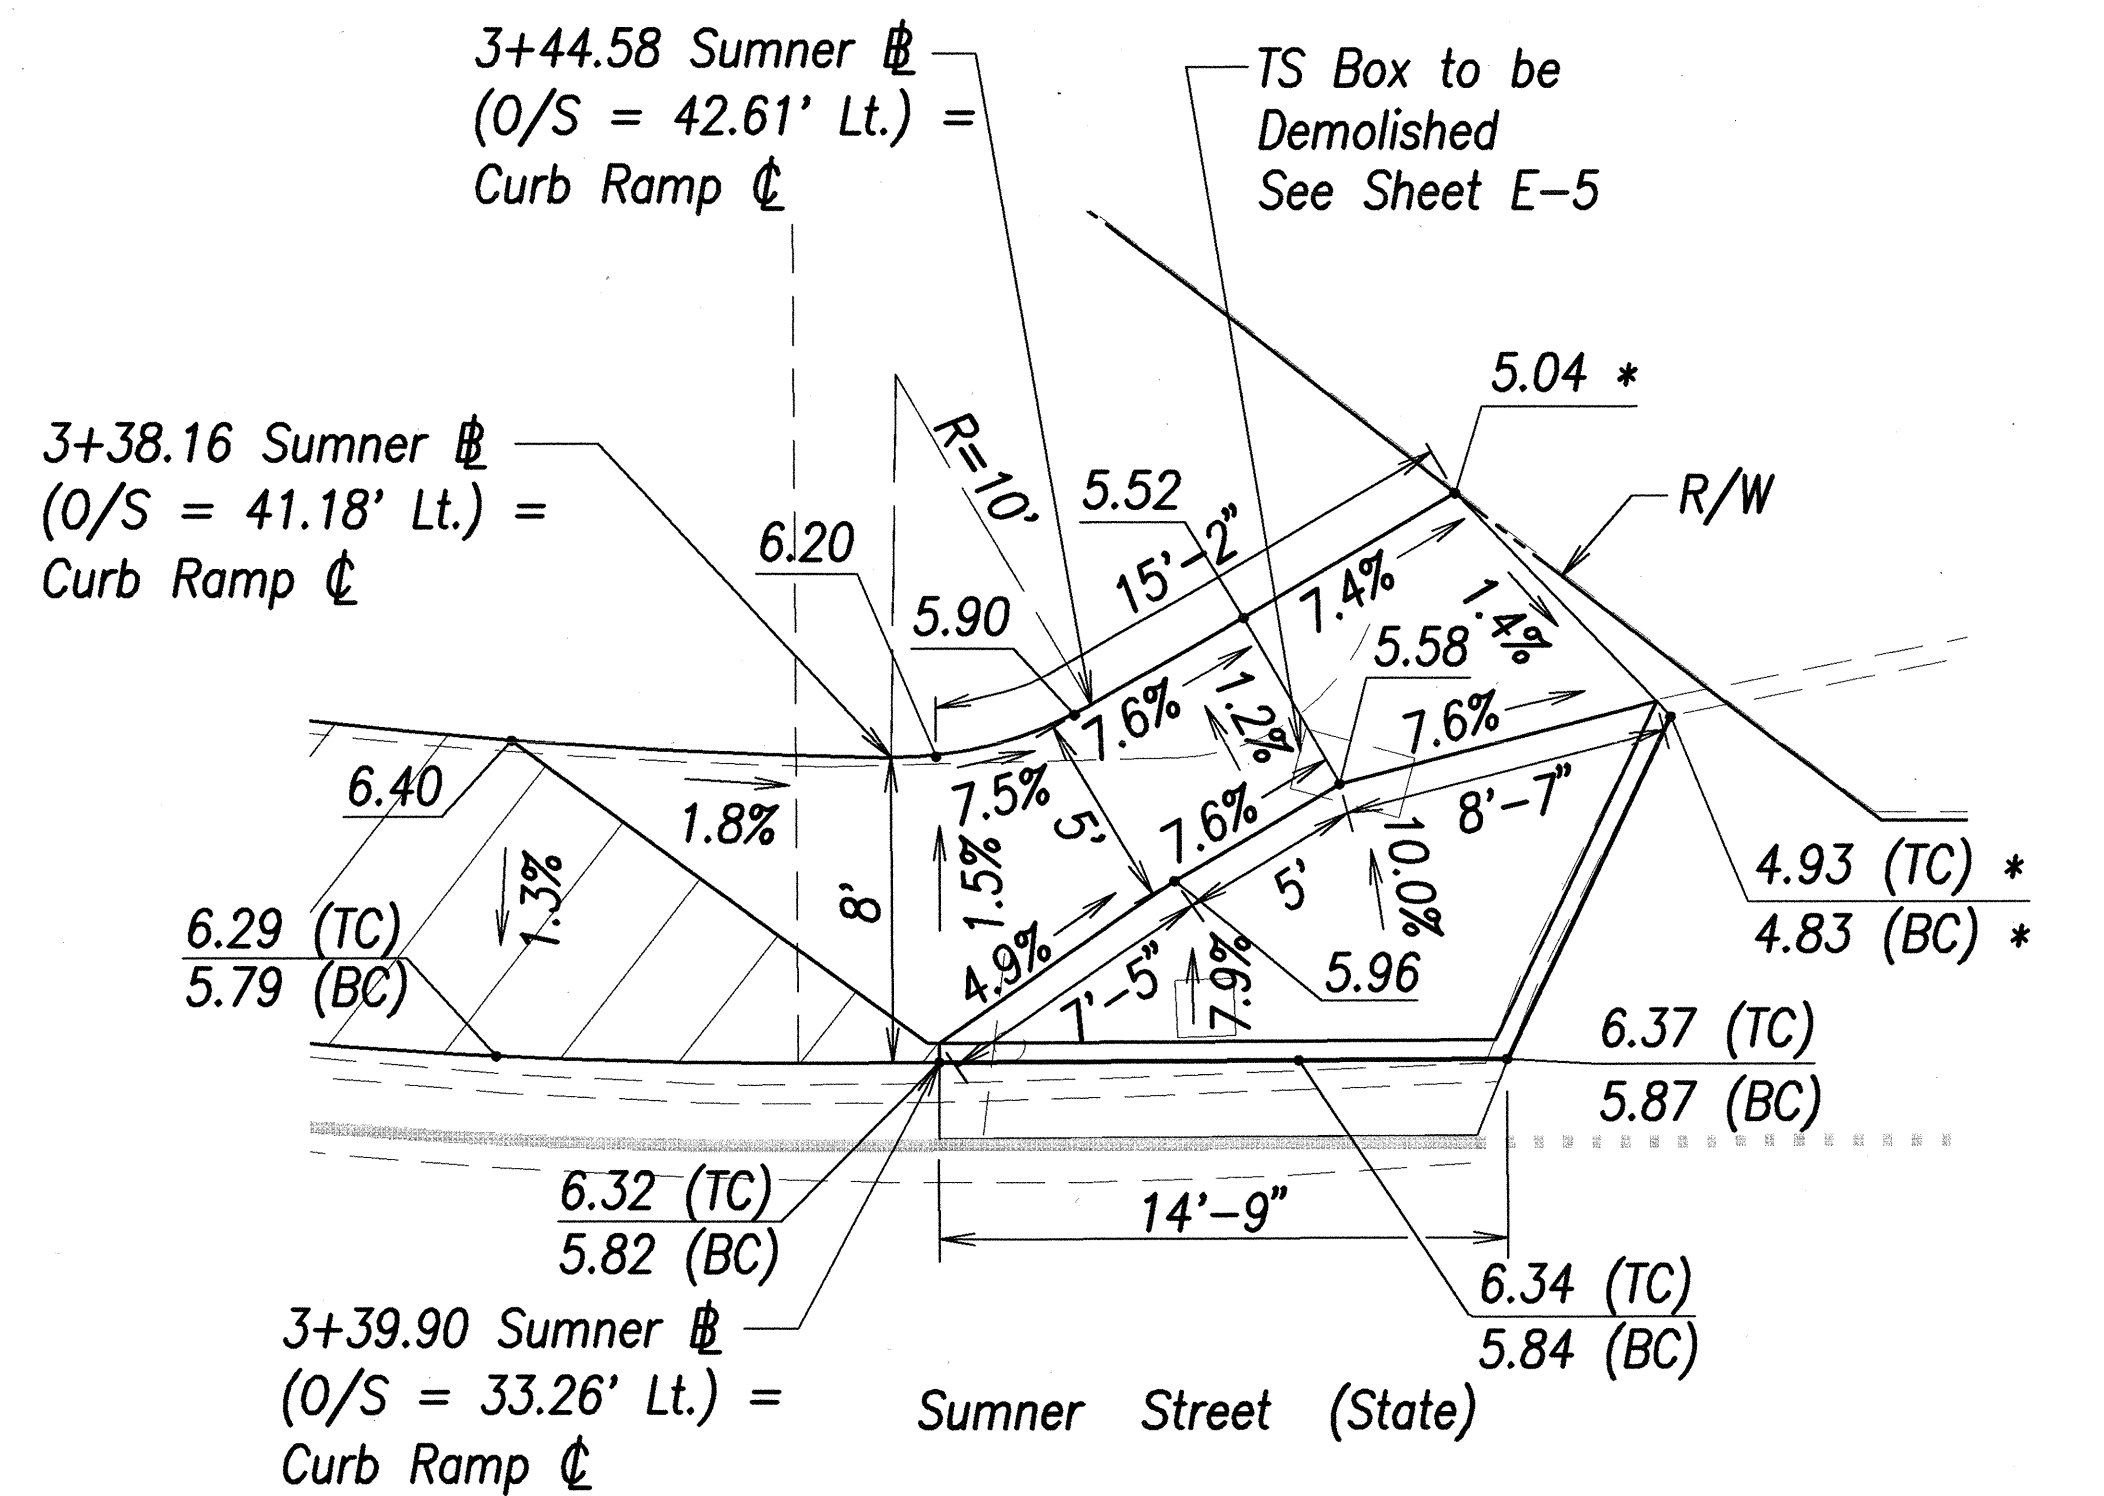 3+44.58 Sumner BL
(O/S = 42.61' Lt.) =
Curb Ramp CL
TS Box to be
Demolished
See Sheet E-5
5.04 *
3+38.16 Sumner BL
(O/S = 41.18' Lt.) =
Curb Ramp CL
R=10'
5.52
R/W
6.20
15'-2"
5.90
7.4%
1.4%
5.58
7.6%
1.2%
7.6%
6.40
1.8%
7.5%
5'
7.6%
8'-7"
1.3%
8'
1.5%
5'
10.0%
4.93 (TC) *
4.83 (BC) *
6.29 (TC)
5.79 (BC)
4.9%
7'-5"
7.9%
5.96
6.37 (TC)
5.87 (BC)
6.32 (TC)
5.82 (BC)
14'-9"
6.34 (TC)
5.84 (BC)
3+39.90 Sumner BL
(O/S = 33.26' Lt.) =
Curb Ramp CL
Sumner Street (State)